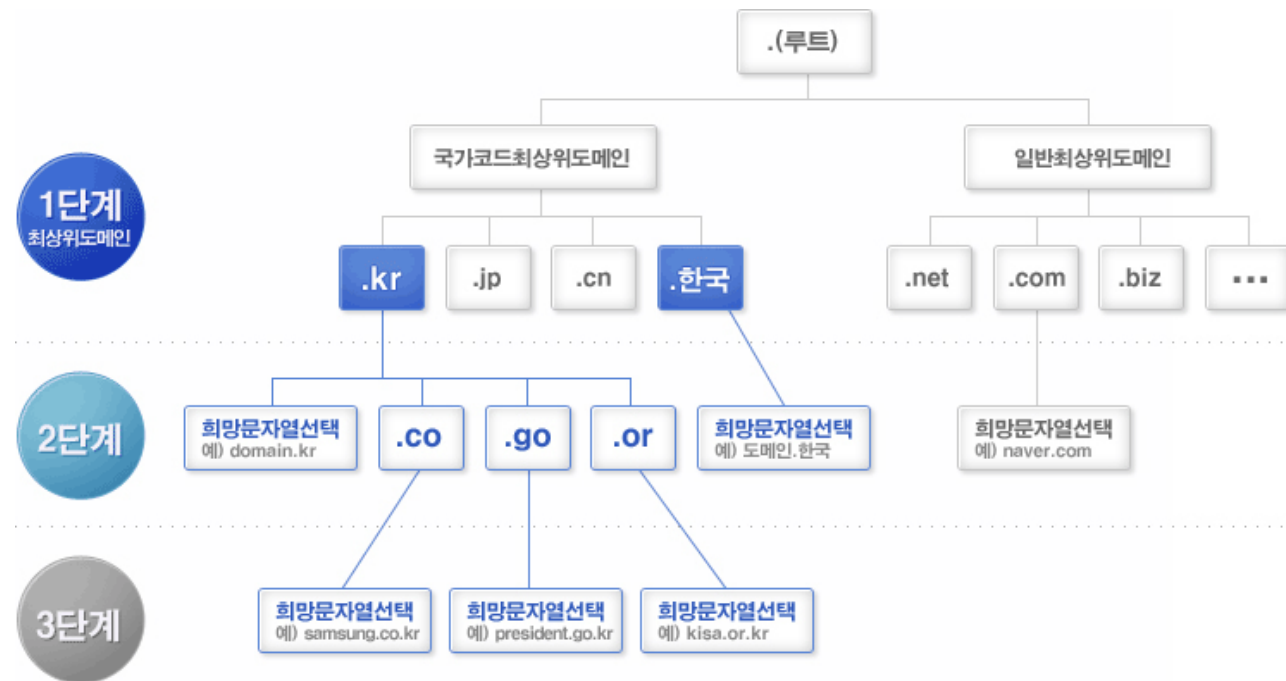 .(루트)
국가코드최상위도메인
일반최상위도메인
1단계
최상위도메인
.kr
.jp
.cn
.한국
.net
.com
.biz
...
2단계
희망문자열선택
예) domain.kr
.co
.go
.or
희망문자열선택
예) 도메인.한국
희망문자열선택
예) naver.com
3단계
희망문자열선택
예) samsung.co.kr
희망문자열선택
예) president.go.kr
희망문자열선택
예) kisa.or.kr